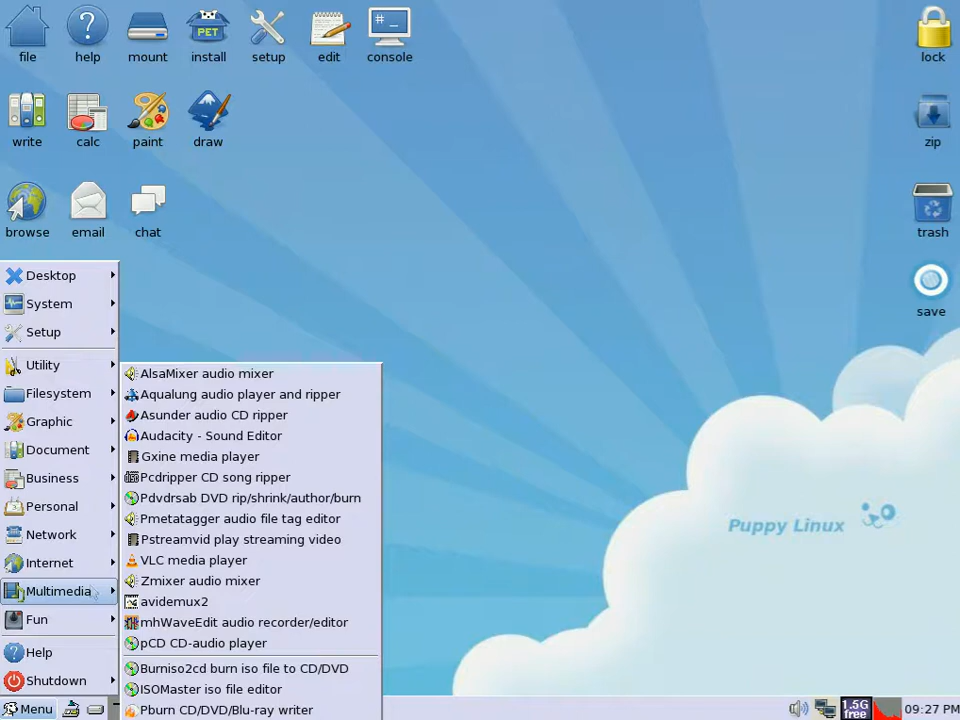 file
help
mount
PET
install
setup
edit
# _
console
lock
write
calc
paint
draw
zip
browse
email
chat
trash
save
Desktop
System
Setup
Utility
Filesystem
Graphic
Document
Business
Personal
Network
Internet
Multimedia
Fun
Help
Shutdown
AlsaMixer audio mixer
Aqualung audio player and ripper
Asunder audio CD ripper
Audacity - Sound Editor
Gxine media player
Pcdripper CD song ripper
Pdvdrsab DVD rip/shrink/author/burn
Pmetatagger audio file tag editor
Pstreamvid play streaming video
VLC media player
Zmixer audio mixer
avidemux2
mhWaveEdit audio recorder/editor
pCD CD-audio player
Burniso2cd burn iso file to CD/DVD
ISOMaster iso file editor
Pburn CD/DVD/Blu-ray writer
Puppy Linux
Menu
1.5G
free
09:27 PM